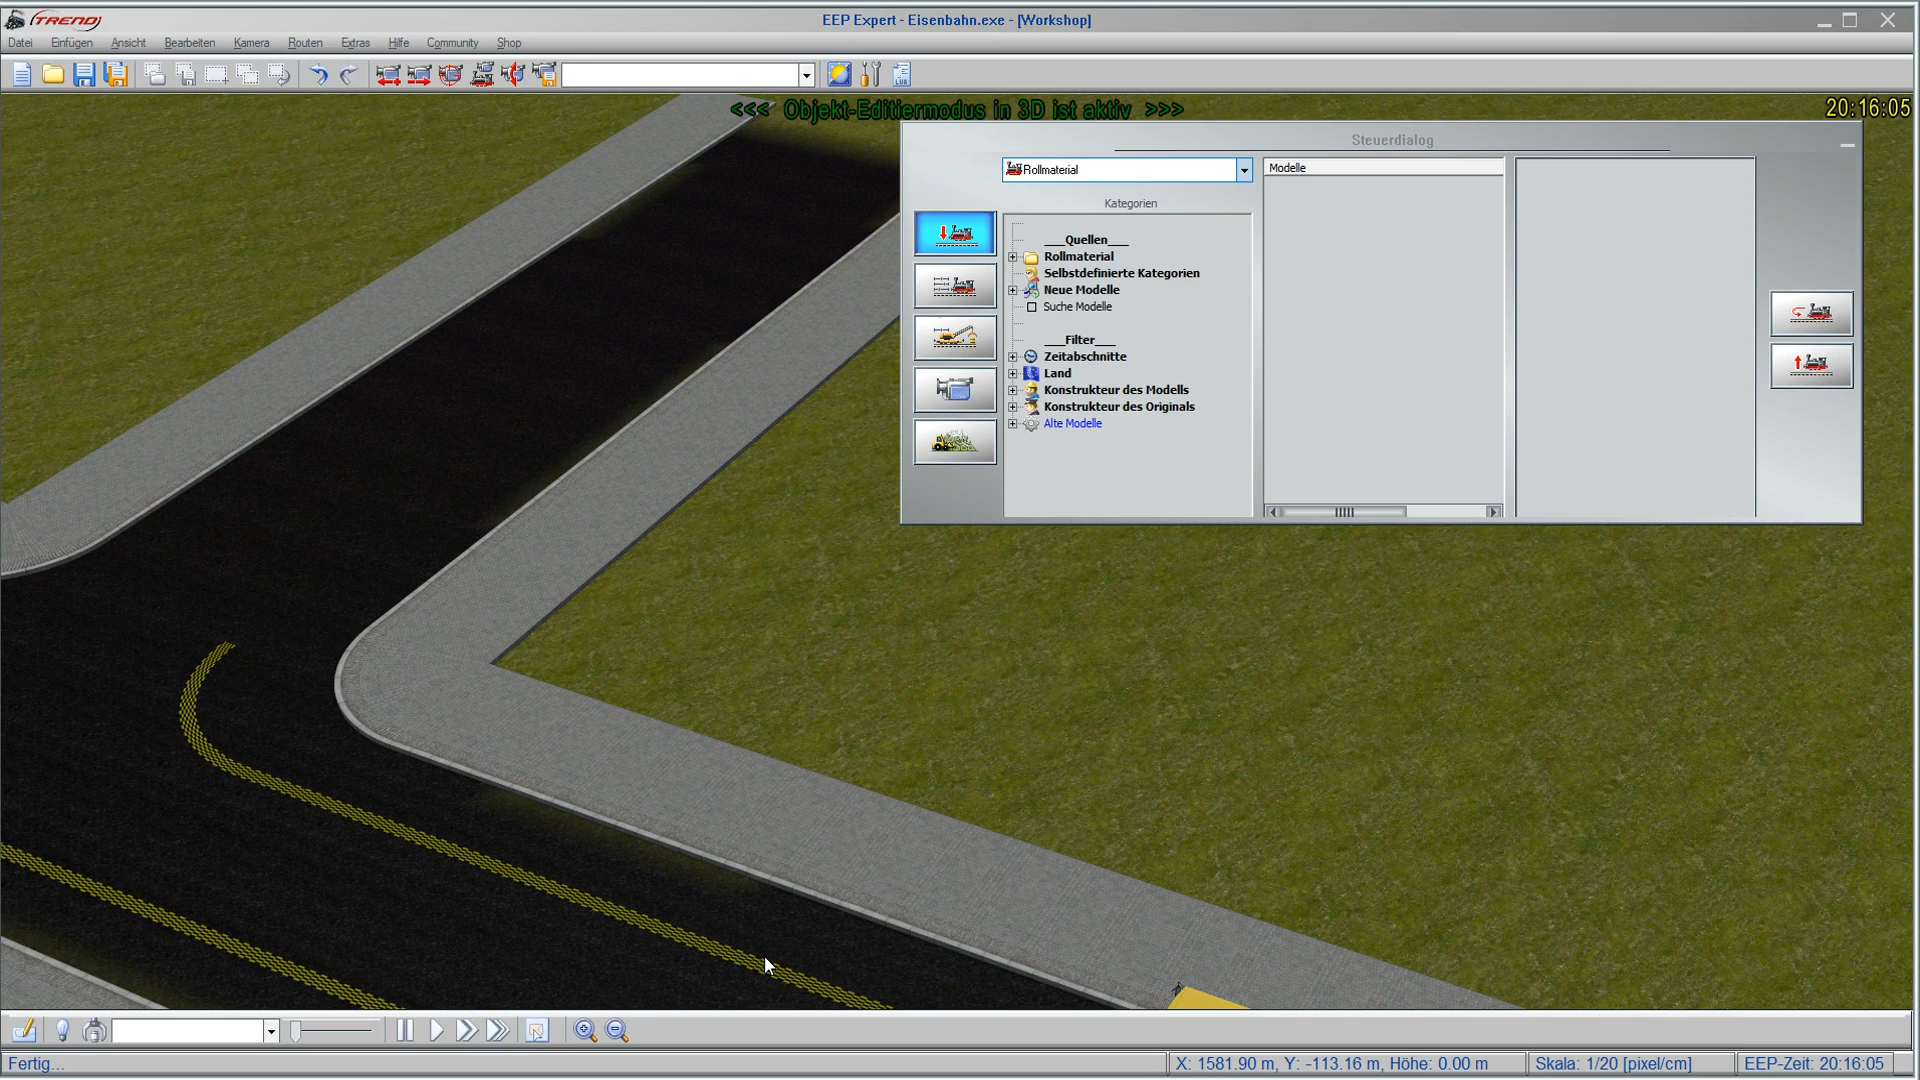 TREND
EEP Expert - Eisenbahn.exe - [Workshop]
Datei Einfügen Ansicht Bearbeiten Kamera Routen Extras Hilfe Community Shop
LUA
<<< Objekt-Editiermodus in 3D ist aktiv >>>
20:16:05
Steuerdialog
Rollmaterial
Modelle
Kategorien
___Quellen___
Rollmaterial
Selbstdefinierte Kategorien
Neue Modelle
Suche Modelle
___Filter___
Zeitabschnitte
Land
Konstrukteur des Modells
Konstrukteur des Originals
Alte Modelle
Fertig...
X: 1581.90 m, Y: -113.16 m, Höhe: 0.00 m
Skala: 1/20 [pixel/cm]
EEP-Zeit: 20:16:05